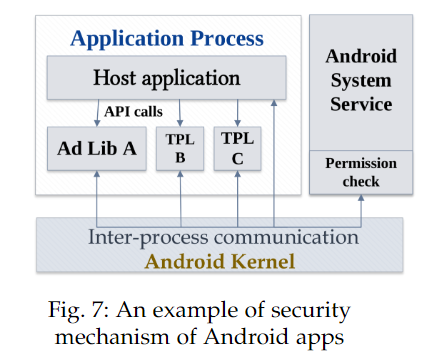 Application Process
Host application
API calls
Ad Lib A
TPL
B
TPL
C
Android
System
Service
Permission
check
Inter-process communication
Android Kernel
Fig. 7: An example of security
mechanism of Android apps